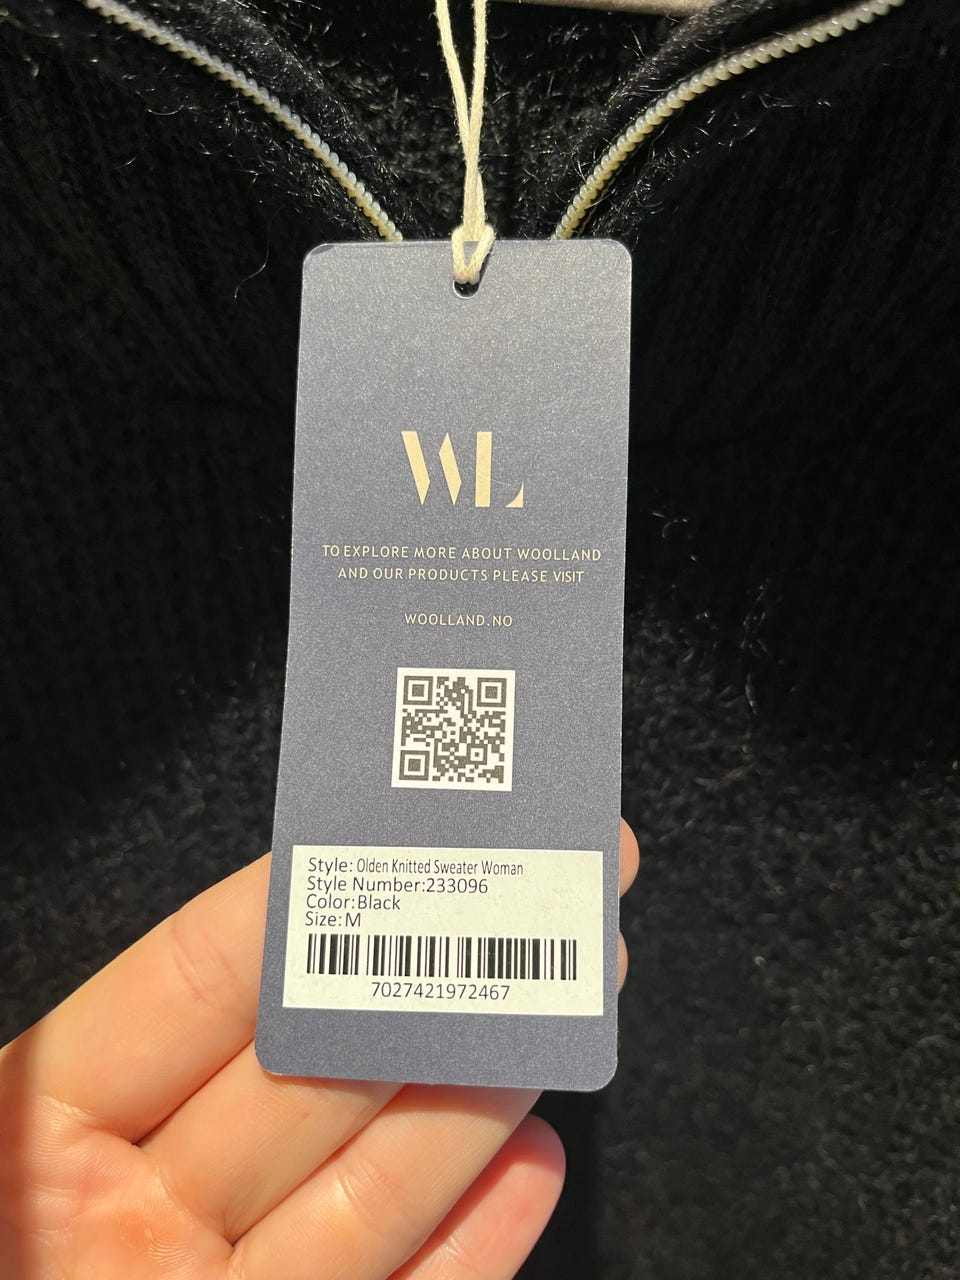 WL
TO EXPLORE MORE ABOUT WOOLLAND
AND OUR PRODUCTS PLEASE VISIT
WOOLLAND.NO
Style: Olden Knitted Sweater Woman
Style Number:233096
Color:Black
Size:M
7027421972467